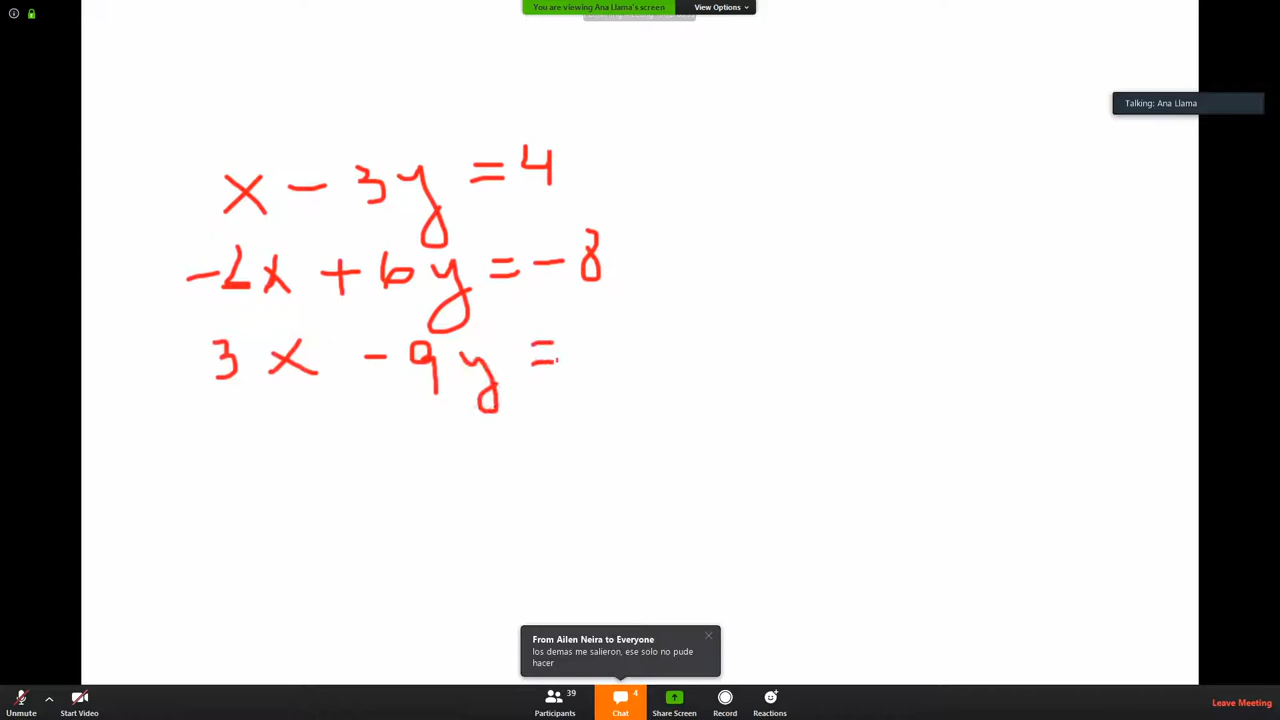 You are viewing Ana Llama's screen
View Options
Talking: Ana Llama
x - 3y = 4
-2x + 6y = -8
3x - 9y =
From Ailen Neira to Everyone
los demas me salieron, ese solo no pude
hacer
39
4
Unmute
Start Video
Participants
Chat
Share Screen
Record
Reactions
Leave Meeting